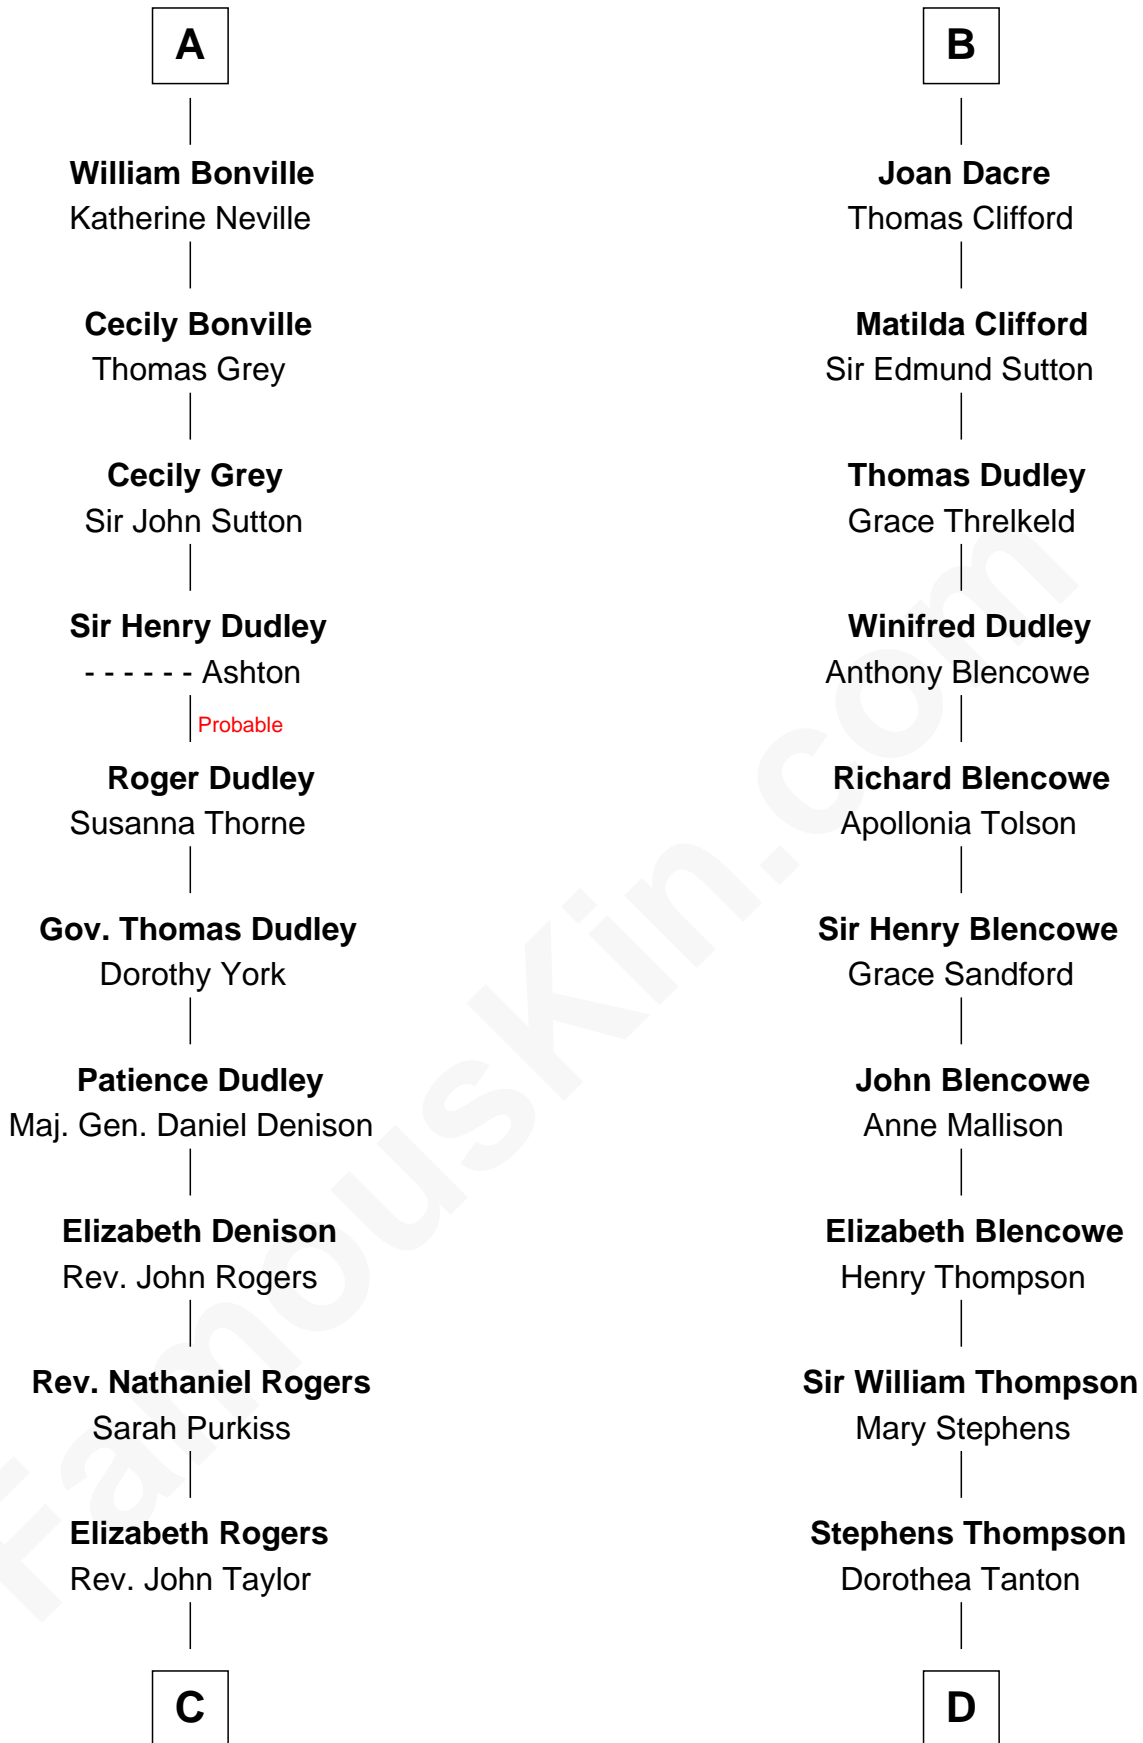 A
William Bonville
Katherine Neville
Cecily Bonville
Thomas Grey
Cecily Grey
Sir John Sutton
Sir Henry Dudley
- - - - - - Ashton
Probable
Roger Dudley
Susanna Thorne
Gov. Thomas Dudley
Dorothy York
Patience Dudley
Maj. Gen. Daniel Denison
Elizabeth Denison
Rev. John Rogers
Rev. Nathaniel Rogers
Sarah Purkiss
Elizabeth Rogers
Rev. John Taylor
C
B
Joan Dacre
Thomas Clifford
Matilda Clifford
Sir Edmund Sutton
Thomas Dudley
Grace Threlkeld
Winifred Dudley
Anthony Blencowe
Richard Blencowe
Apollonia Tolson
Sir Henry Blencowe
Grace Sandford
John Blencowe
Anne Mallison
Elizabeth Blencowe
Henry Thompson
Sir William Thompson
Mary Stephens
Stephens Thompson
Dorothea Tanton
D
FamousKin.com